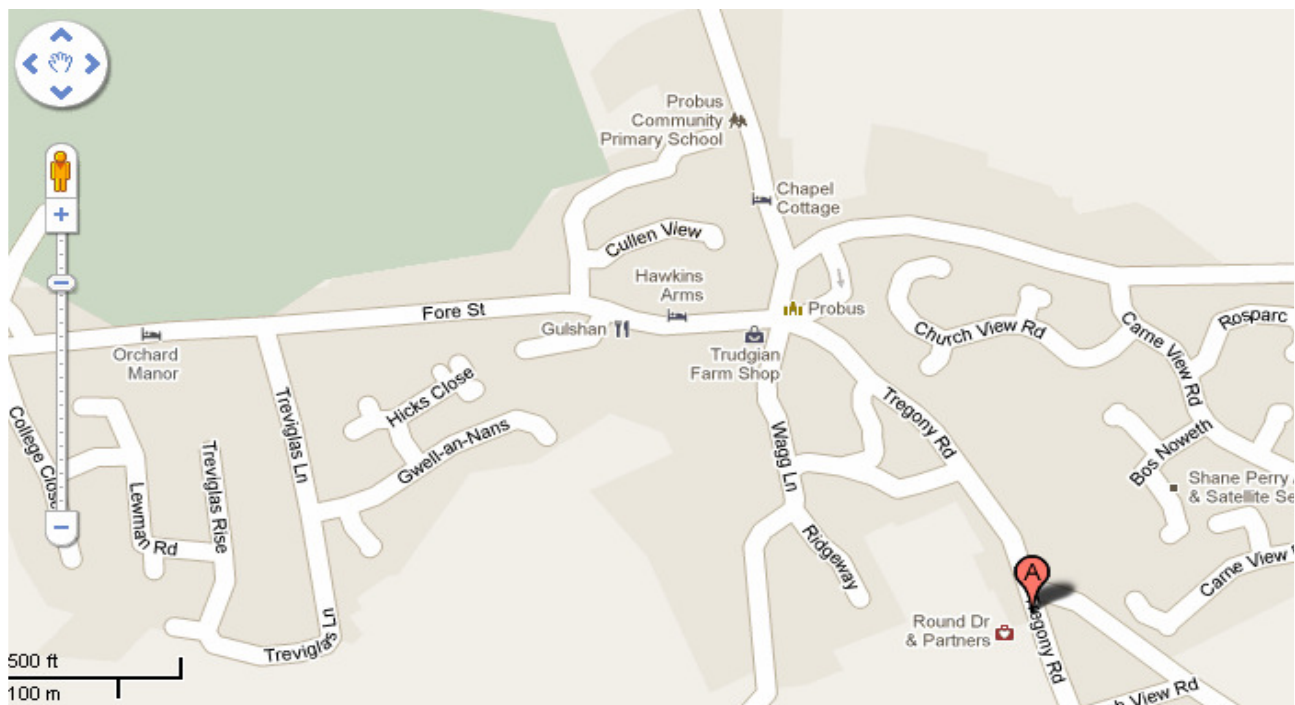 Probus
Community
Primary School
Chapel
Cottage
Cullen View
Hawkins
Arms
Fore St
Gulshan
Probus
Trudgian
Farm Shop
Orchard
Manor
Church View Rd
Carne View Rd
Rosparc
Hicks Close
Treviglas Ln
Gwell-an-Nans
College Close
Lewman Rd
Treviglas Rise
Tregony Rd
Wagg Ln
Bos Noweth
Shane Perry
& Satellite Se
Ridgeway
Carne View
A
Round Dr
& Partners
Tregony Rd
Treviglas Ln
View Rd
500 ft
100 m